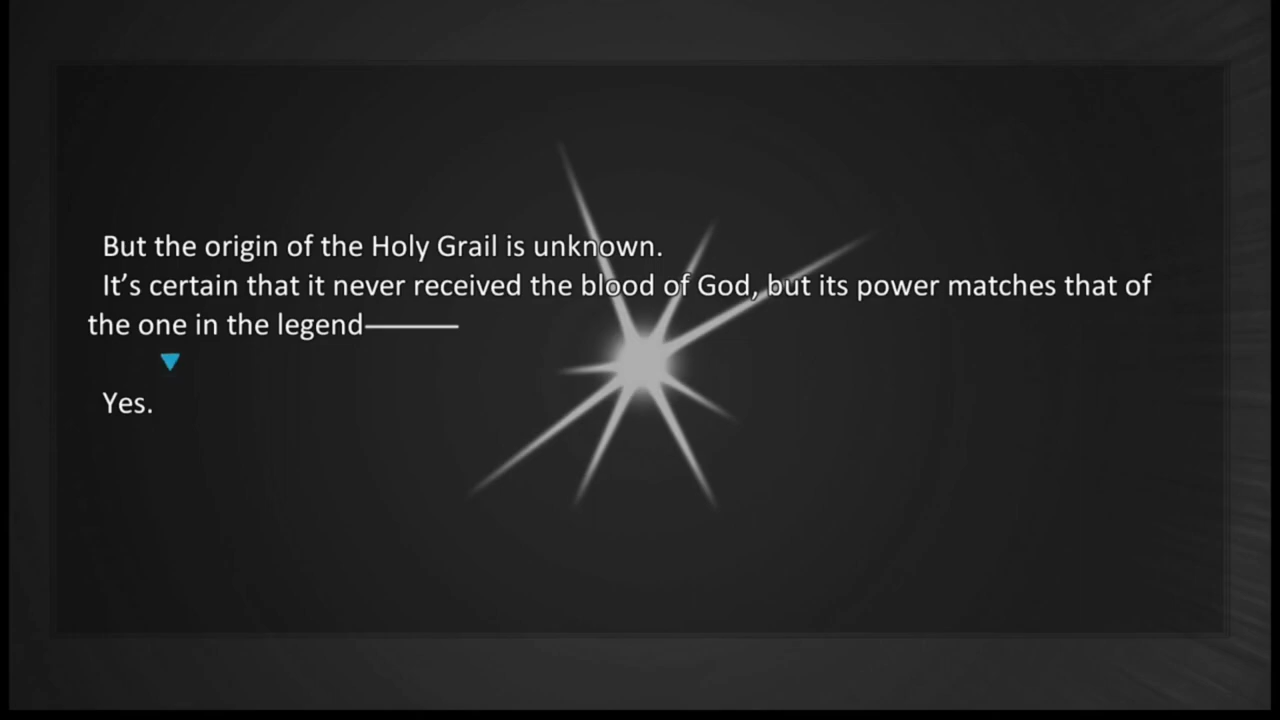 But the origin of the Holy Grail is unknown.
It’s certain that it never received the blood of God, but its power matches that of
the one in the legend―――
Yes.